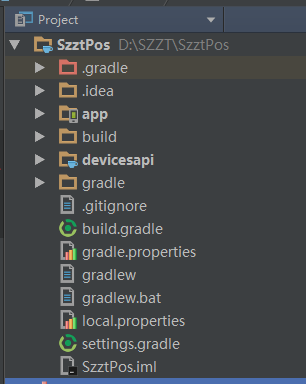 Project
SzztPos D:\SZZT\SzztPos
.gradle
.idea
app
build
devicesapi
gradle
.gitignore
build.gradle
gradle.properties
gradlew
gradlew.bat
local.properties
settings.gradle
SzztPos.iml